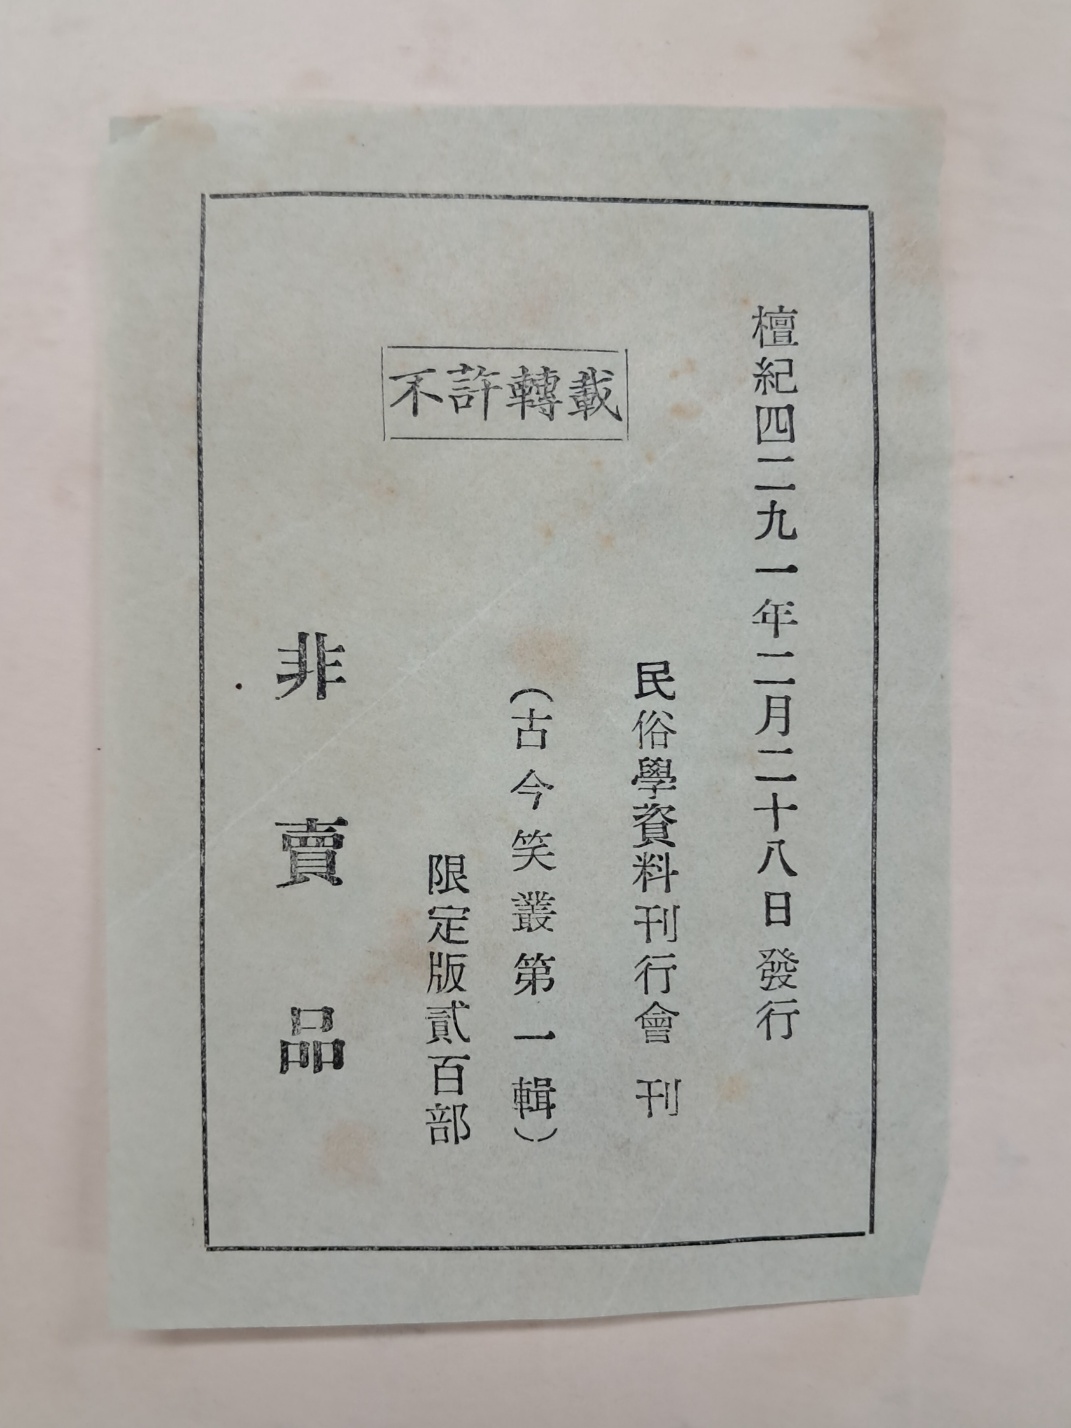 檀紀四二九一年二月二十八日 發行
民俗學資料刊行會 刊
(古今笑叢第一輯)
限定版貳百部
不許轉載
非賣品